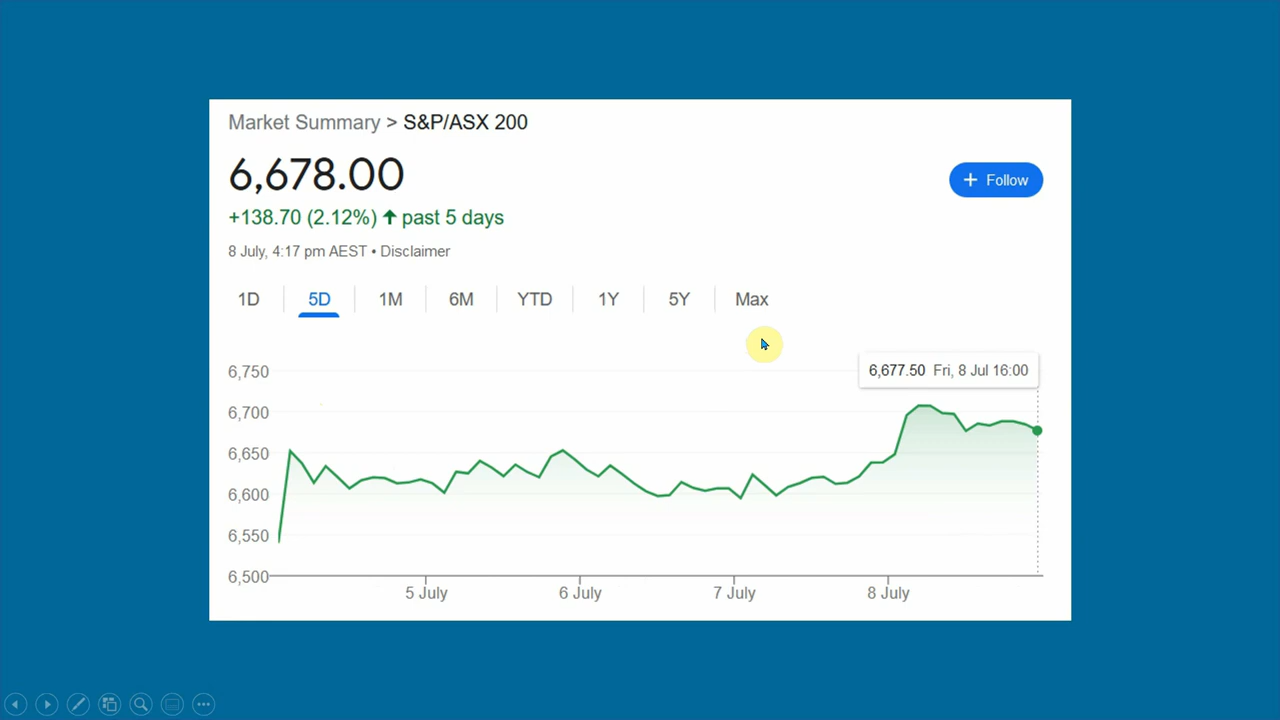 Market Summary > S&P/ASX 200
6,678.00
+ Follow
+138.70 (2.12%) ↑ past 5 days
8 July, 4:17 pm AEST • Disclaimer
1D 5D 1M 6M YTD 1Y 5Y Max
6,677.50 Fri, 8 Jul 16:00
6,750
6,700
6,650
6,600
6,550
6,500
5 July 6 July 7 July 8 July